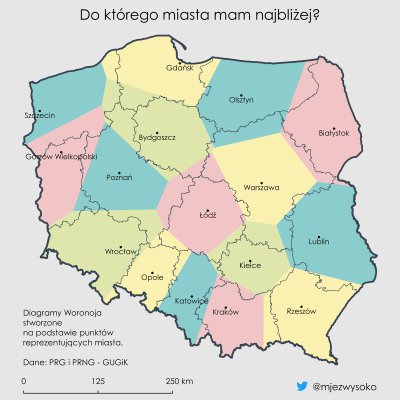 Do którego miasta mam najbliżej?
Gdańsk
Olsztyn
Szczecin
Białystok
Bydgoszcz
Gorzów Wielkopolski
Poznań
Warszawa
Łódź
Lublin
Wrocław
Kielce
Opole
Katowice
Kraków
Rzeszów
Diagramy Woronoja
stworzone
na podstawie punktów
reprezentujących miasta.
Dane: PRG i PRNG - GUGiK
0 125 250 km
@mjezwysoko